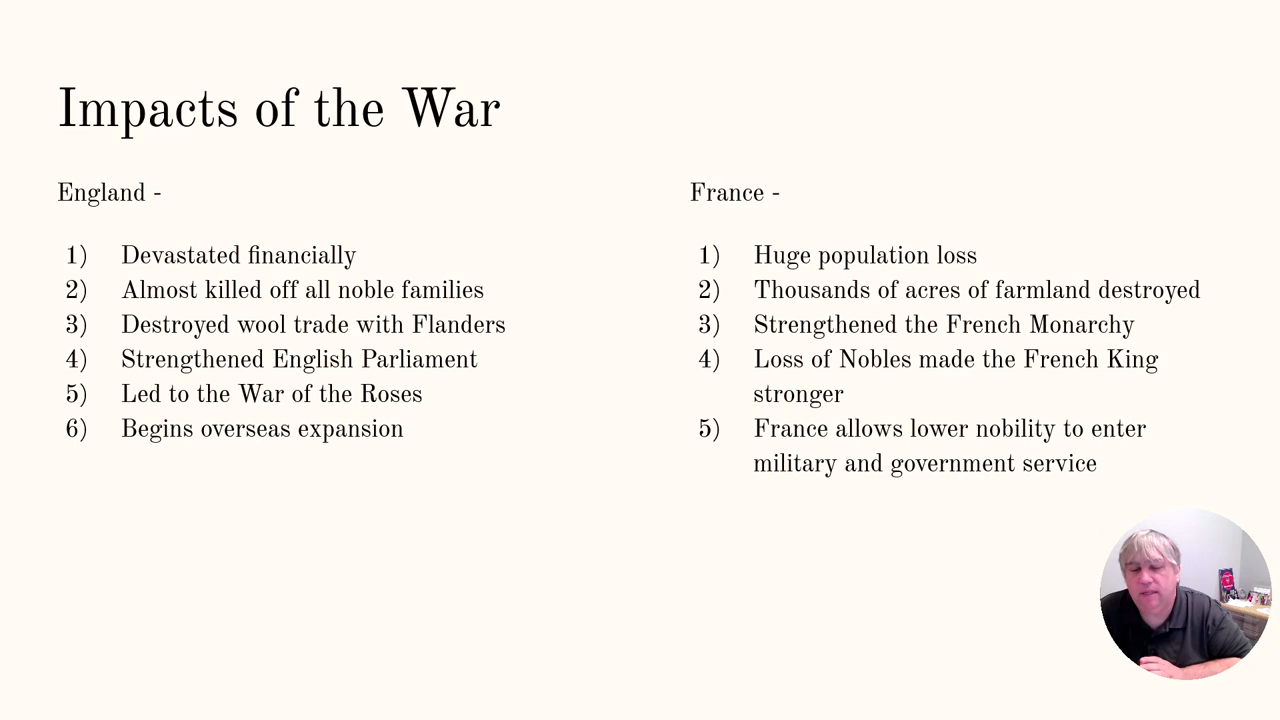 Impacts of the War
England -
1) Devastated financially
2) Almost killed off all noble families
3) Destroyed wool trade with Flanders
4) Strengthened English Parliament
5) Led to the War of the Roses
6) Begins overseas expansion
France -
1) Huge population loss
2) Thousands of acres of farmland destroyed
3) Strengthened the French Monarchy
4) Loss of Nobles made the French King
stronger
5) France allows lower nobility to enter
military and government service